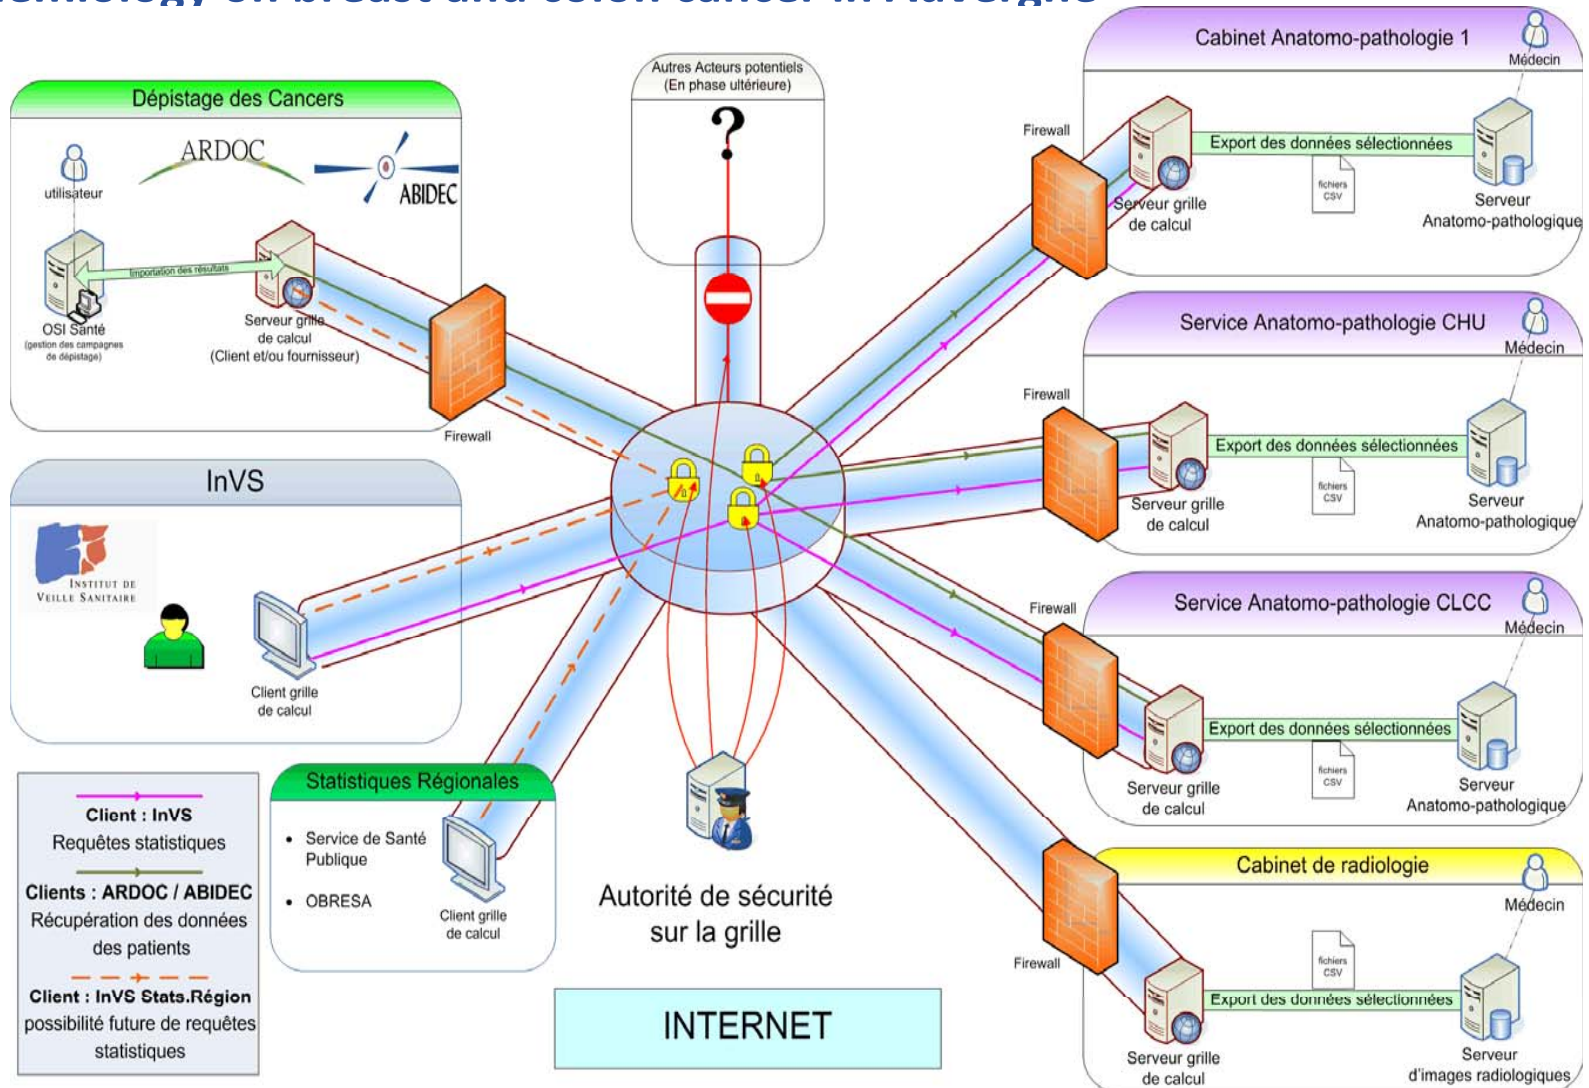 emiology on breast and colon cancer in Auvergne
Dépistage des Cancers
ARDOC
ABIDEC
utilisateur
Importation des résultats
OSI Santé
(gestion des campagnes
de dépistage)
Serveur grille
de calcul
(Client et/ou fournisseur)
Firewall
Autres Acteurs potentiels
(En phase ultérieure)
?
Cabinet Anatomo-pathologie 1
Médecin
Firewall
Export des données sélectionnées
fichiers
CSV
Serveur grille
de calcul
Serveur
Anatomo-pathologique
Service Anatomo-pathologie CHU
Médecin
Firewall
Export des données sélectionnées
fichiers
CSV
Serveur grille
de calcul
Serveur
Anatomo-pathologique
InVS
INSTITUT DE
VEILLE SANITAIRE
Client grille
de calcul
Service Anatomo-pathologie CLCC
Médecin
Firewall
Export des données sélectionnées
fichiers
CSV
Serveur grille
de calcul
Serveur
Anatomo-pathologique
Client : InVS
Requêtes statistiques
Clients : ARDOC / ABIDEC
Récupération des données
des patients
Client : InVS Stats.Région
possibilité future de requêtes
statistiques
Statistiques Régionales
• Service de Santé
Publique
• OBRESA
Client grille
de calcul
Autorité de sécurité
sur la grille
INTERNET
Cabinet de radiologie
Médecin
Firewall
fichiers
CSV
Export des données sélectionnées
Serveur grille
de calcul
Serveur
d'images radiologiques